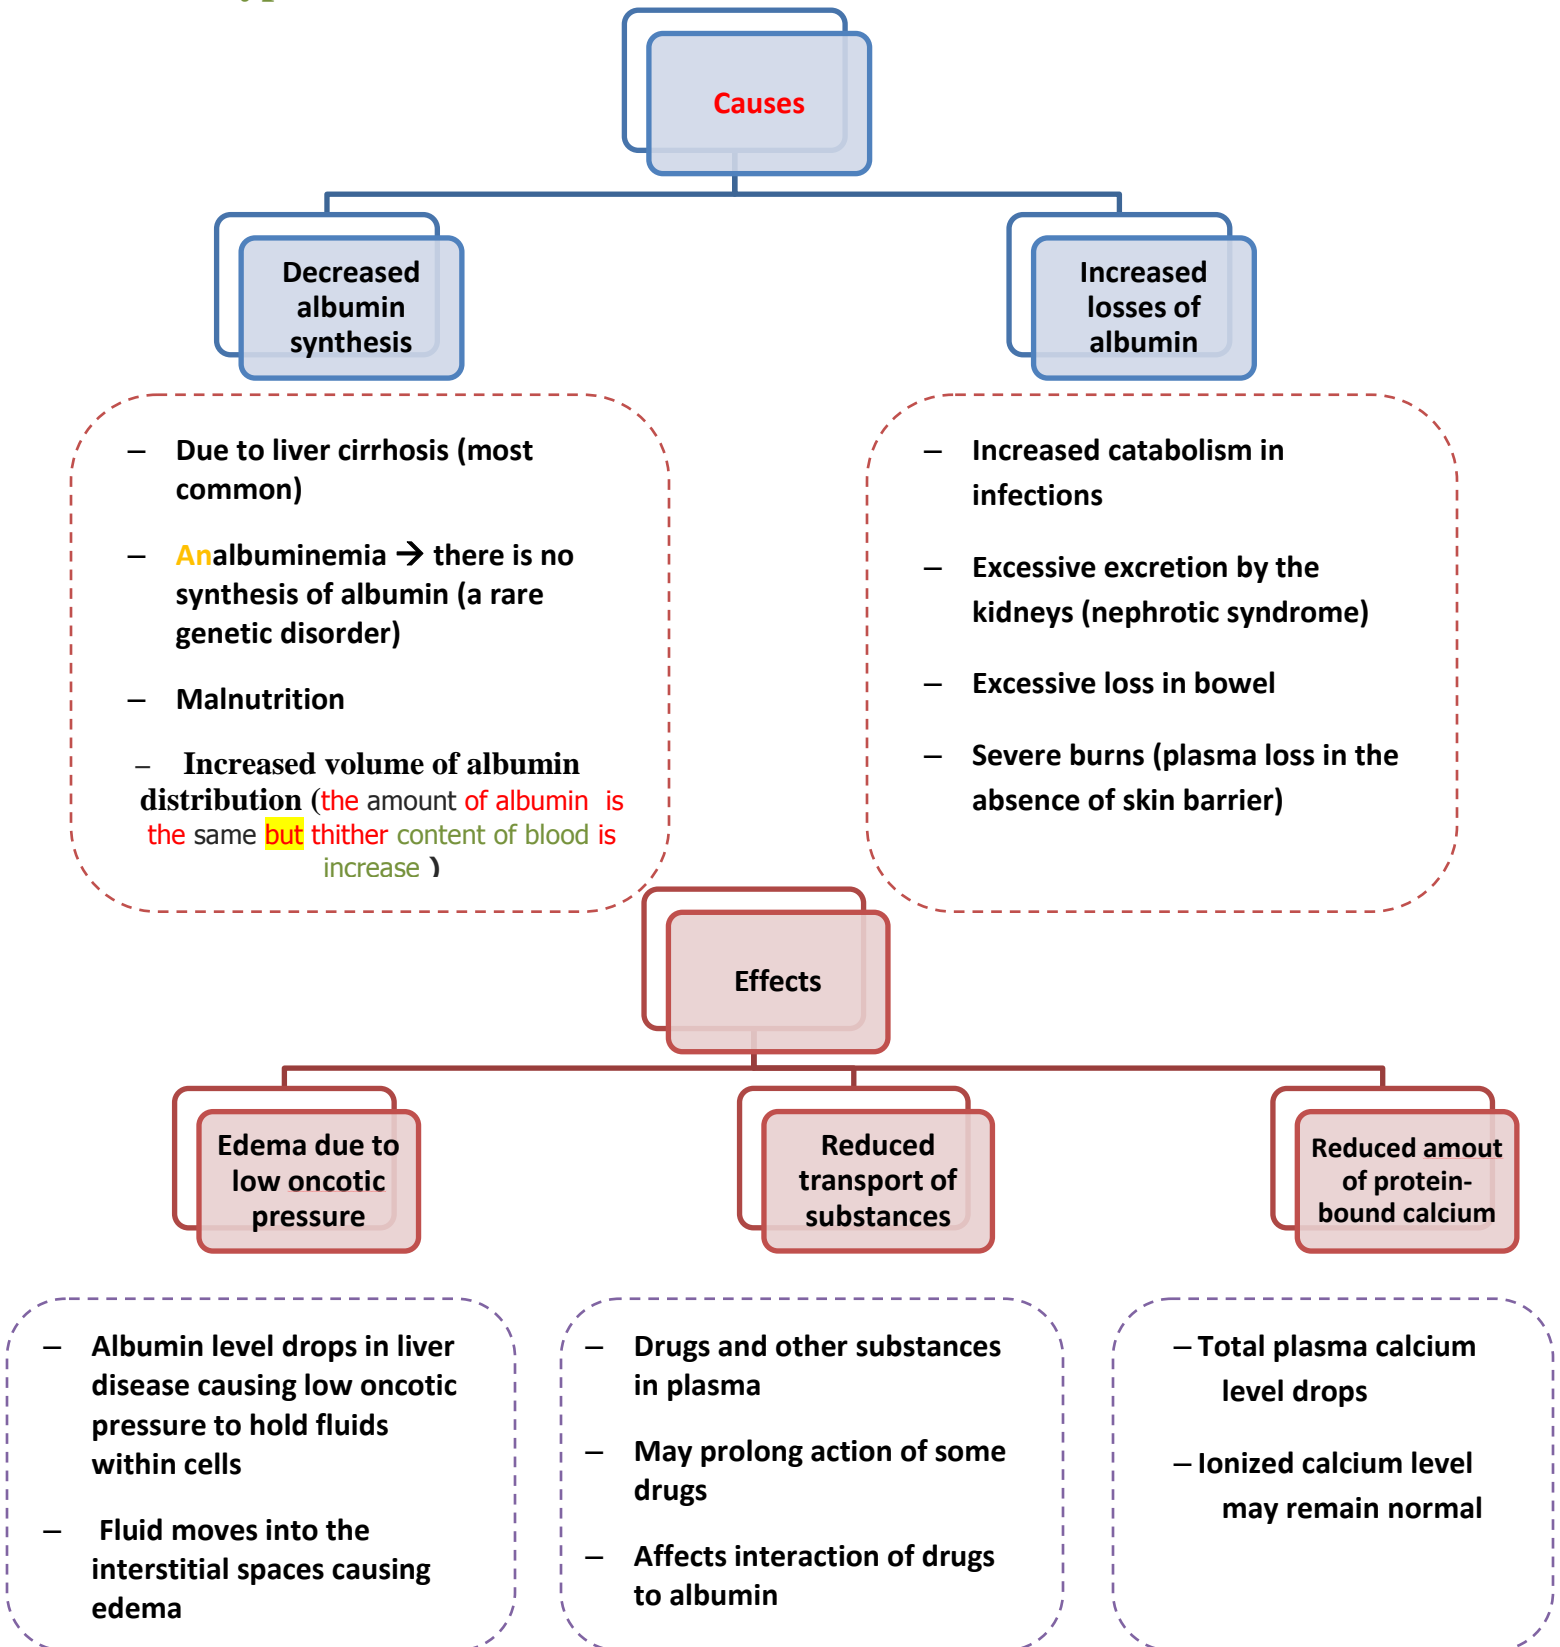 Causes
Decreased
albumin
synthesis
Increased
losses of
albumin
– Due to liver cirrhosis (most
common)
– Analbuminemia → there is no
synthesis of albumin (a rare
genetic disorder)
– Malnutrition
– Increased volume of albumin
distribution (the amount of albumin is
the same but thither content of blood is
increase )
– Increased catabolism in
infections
– Excessive excretion by the
kidneys (nephrotic syndrome)
– Excessive loss in bowel
– Severe burns (plasma loss in the
absence of skin barrier)
Effects
Edema due to
low oncotic
pressure
Reduced
transport of
substances
Reduced amout
of protein-
bound calcium
– Albumin level drops in liver
disease causing low oncotic
pressure to hold fluids
within cells
– Fluid moves into the
interstitial spaces causing
edema
– Drugs and other substances
in plasma
– May prolong action of some
drugs
– Affects interaction of drugs
to albumin
– Total plasma calcium
level drops
– Ionized calcium level
may remain normal